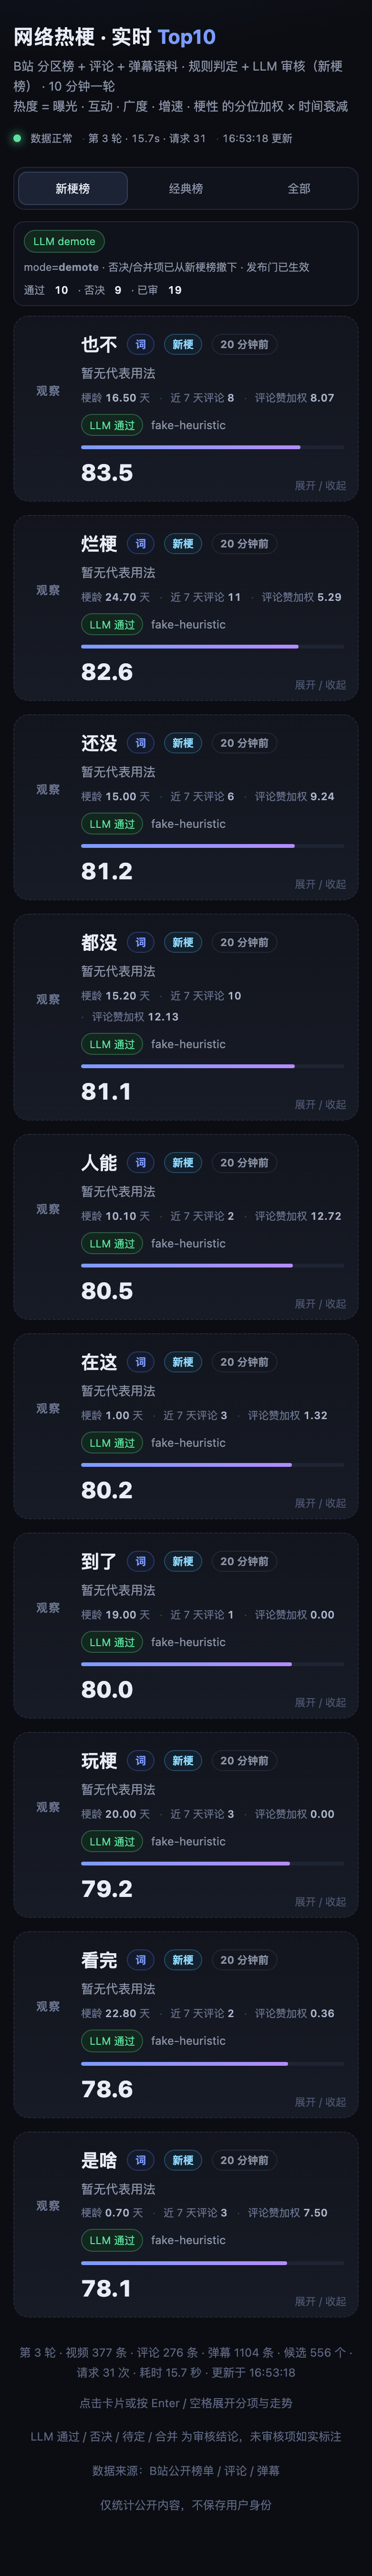 网络热梗 · 实时 Top10
B站 分区榜 + 评论 + 弹幕语料 · 规则判定 + LLM 审核（新梗
榜） · 10 分钟一轮
热度 = 曝光 · 互动 · 广度 · 增速 · 梗性 的分位加权 × 时间衰减
数据正常 · 第 3 轮 · 15.7s · 请求 31 · 16:53:18 更新
新梗榜 经典榜 全部
LLM demote
mode=demote · 否决/合并项已从新梗榜撤下 · 发布门已生效
通过 10 · 否决 9 · 已审 19
也不 词 新梗 20 分钟前
观察
暂无代表用法
梗龄 16.50 天 · 近 7 天评论 8 · 评论赞加权 8.07
LLM 通过 fake-heuristic
83.5
展开 / 收起
烂梗 词 新梗 20 分钟前
观察
暂无代表用法
梗龄 24.70 天 · 近 7 天评论 11 · 评论赞加权 5.29
LLM 通过 fake-heuristic
82.6
展开 / 收起
还没 词 新梗 20 分钟前
观察
暂无代表用法
梗龄 15.00 天 · 近 7 天评论 6 · 评论赞加权 9.24
LLM 通过 fake-heuristic
81.2
展开 / 收起
都没 词 新梗 20 分钟前
观察
暂无代表用法
梗龄 15.20 天 · 近 7 天评论 10
· 评论赞加权 12.13
LLM 通过 fake-heuristic
81.1
展开 / 收起
人能 词 新梗 20 分钟前
观察
暂无代表用法
梗龄 10.10 天 · 近 7 天评论 2 · 评论赞加权 12.72
LLM 通过 fake-heuristic
80.5
展开 / 收起
在这 词 新梗 20 分钟前
观察
暂无代表用法
梗龄 1.00 天 · 近 7 天评论 3 · 评论赞加权 1.32
LLM 通过 fake-heuristic
80.2
展开 / 收起
到了 词 新梗 20 分钟前
观察
暂无代表用法
梗龄 19.00 天 · 近 7 天评论 1 · 评论赞加权 0.00
LLM 通过 fake-heuristic
80.0
展开 / 收起
玩梗 词 新梗 20 分钟前
观察
暂无代表用法
梗龄 20.00 天 · 近 7 天评论 3 · 评论赞加权 0.00
LLM 通过 fake-heuristic
79.2
展开 / 收起
看完 词 新梗 20 分钟前
观察
暂无代表用法
梗龄 22.80 天 · 近 7 天评论 2 · 评论赞加权 0.36
LLM 通过 fake-heuristic
78.6
展开 / 收起
是啥 词 新梗 20 分钟前
观察
暂无代表用法
梗龄 0.70 天 · 近 7 天评论 3 · 评论赞加权 7.50
LLM 通过 fake-heuristic
78.1
展开 / 收起
第 3 轮 · 视频 377 条 · 评论 276 条 · 弹幕 1104 条 · 候选 556 个 ·
请求 31 次 · 耗时 15.7 秒 · 更新于 16:53:18
点击卡片或按 Enter / 空格展开分项与走势
LLM 通过 / 否决 / 待定 / 合并 为审核结论，未审核项如实标注
数据来源：B站公开榜单 / 评论 / 弹幕
仅统计公开内容，不保存用户身份